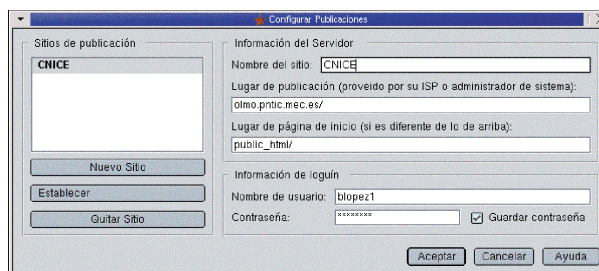 Configurar Publicaciones
Sitios de publicación
CNICE
Nuevo Sitio
Establecer
Quitar Sitio
Información del Servidor
Nombre del sitio: CNICE
Lugar de publicación (proveido por su ISP o administrador de sistema):
olmo.pntic.mec.es/
Lugar de página de inicio (si es diferente de lo de arriba):
public_html/
Información de loguín
Nombre de usuario: blopez1
Contraseña: ******** Guardar contraseña
Aceptar Cancelar Ayuda